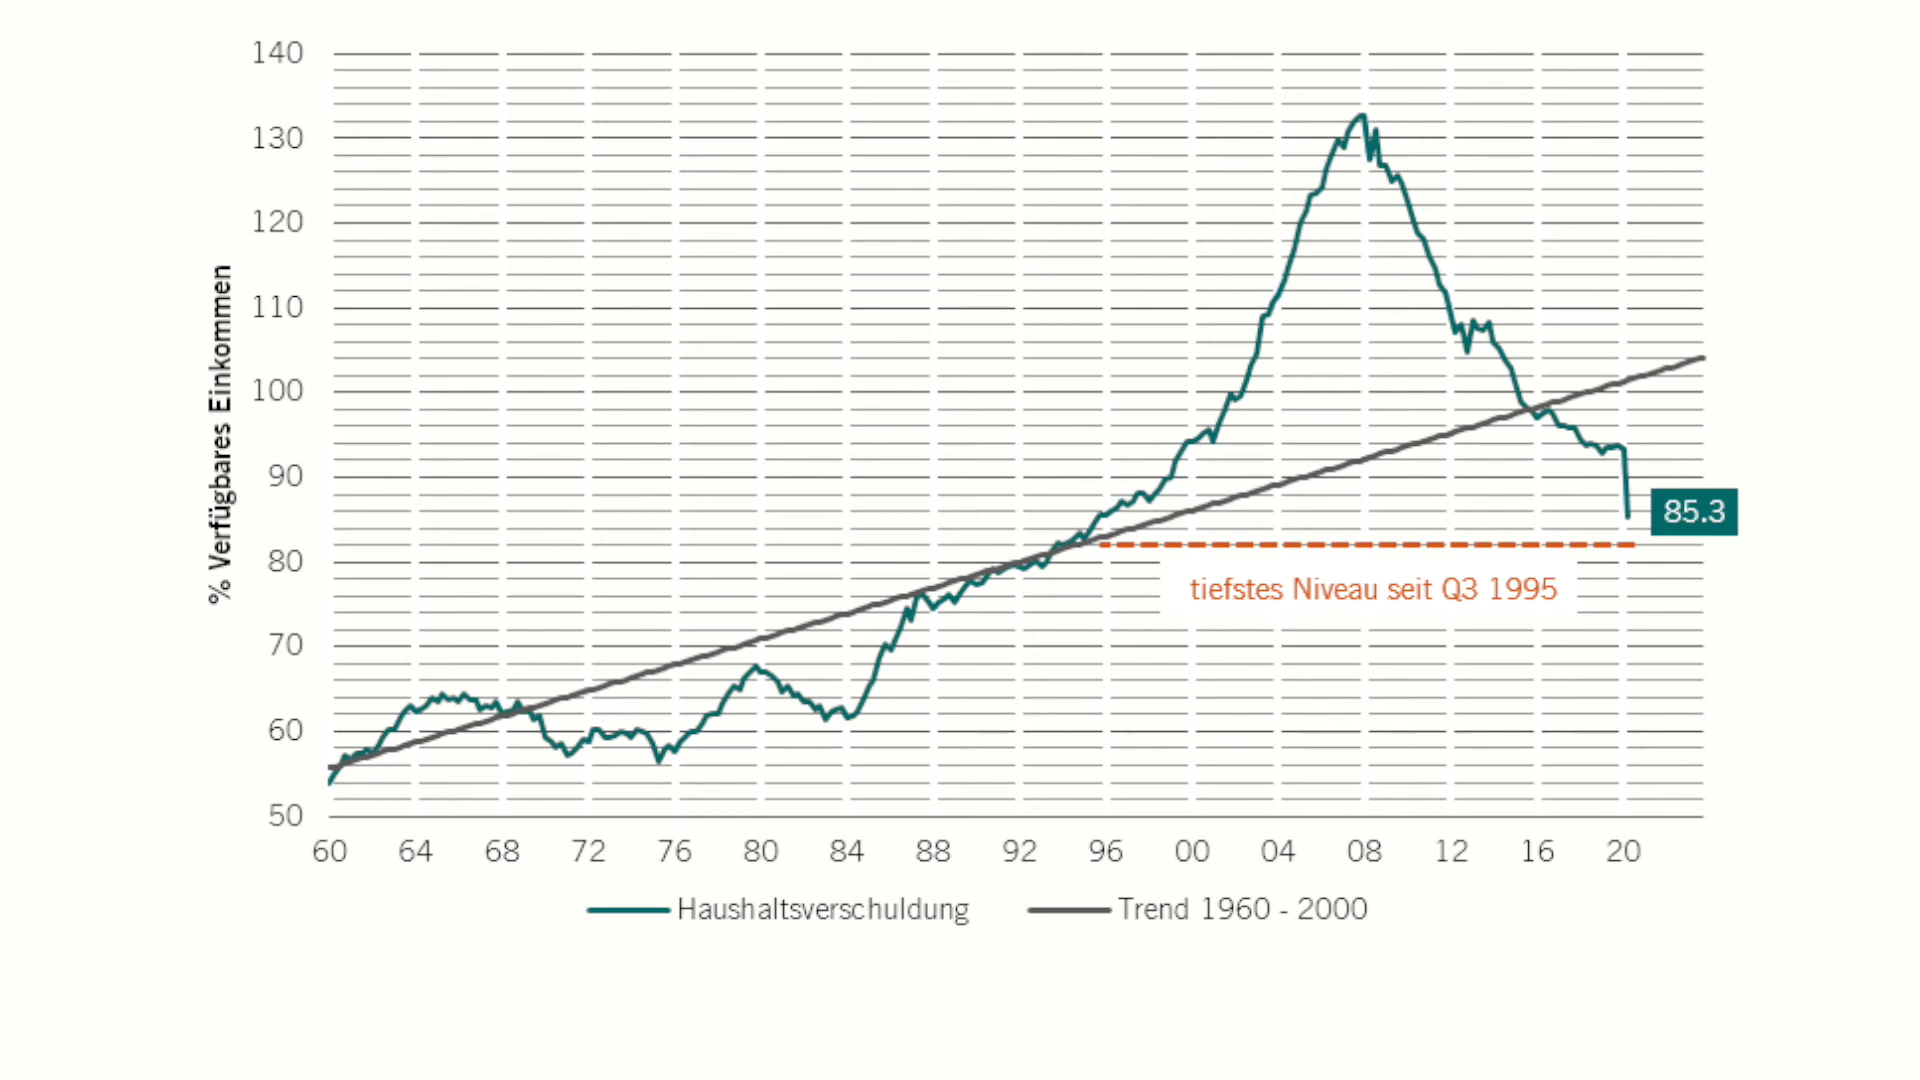 140
130
120
110
100
90
80
70
60
50
% Verfügbares Einkommen
85.3
tiefstes Niveau seit Q3 1995
60 64 68 72 76 80 84 88 92 96 00 04 08 12 16 20
Haushaltsverschuldung Trend 1960 - 2000